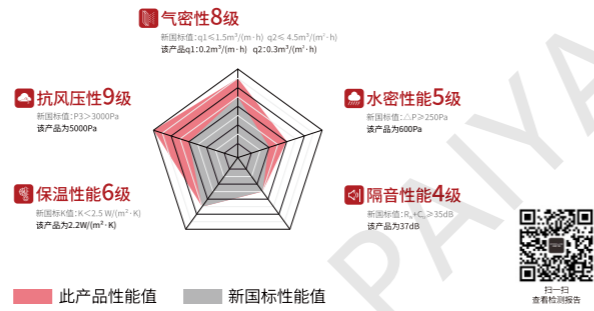 气密性8级
新国标值：q1≤1.5m³/(m·h) q2≤ 4.5m³/(m²·h)
该产品q1：0.2m³/(m·h) q2：0.3m³/(m²·h)
抗风压性9级
新国标值：P3＞3000Pa
该产品为5000Pa
水密性能5级
新国标值：△P≥250Pa
该产品为600Pa
保温性能6级
新国标K值：K＜2.5 W/(m²·K)
该产品为2.2W/(m²·K)
隔音性能4级
新国标值：Rw+Ctr≥35dB
该产品为37dB
此产品性能值
新国标性能值
扫一扫
查看检测报告
PAIYA